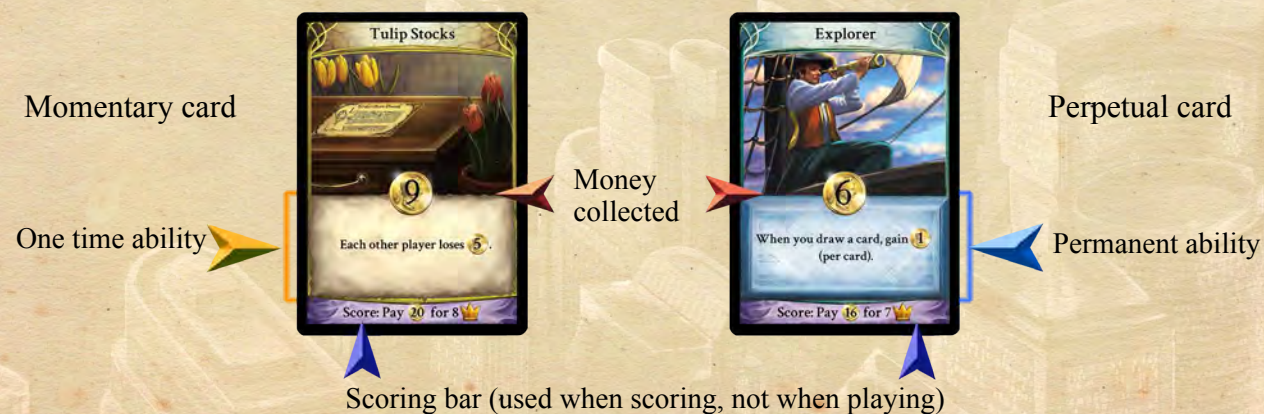 Tulip Stocks
Explorer
Momentary card
Perpetual card
9
Money
collected
6
One time ability
Each other player loses 5.
When you draw a card, gain 1
(per card).
Permanent ability
Score: Pay 20 for 8
Score: Pay 16 for 7
Scoring bar (used when scoring, not when playing)